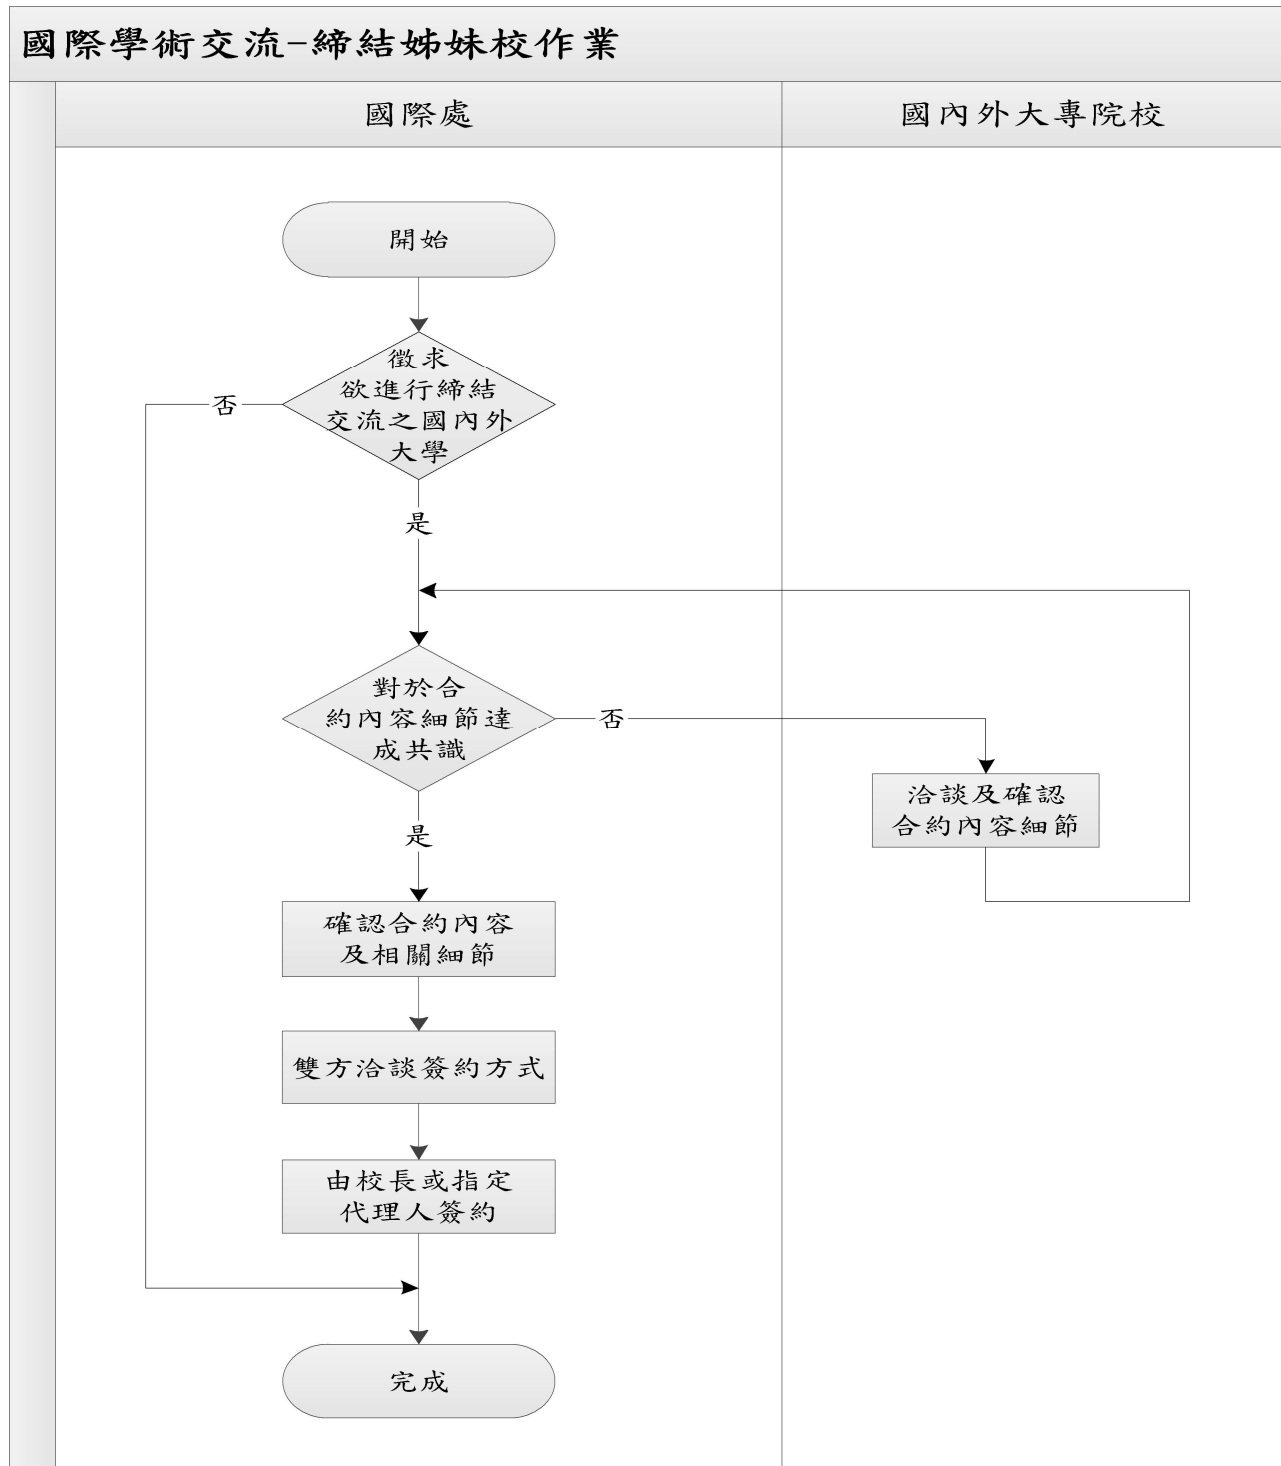 國際學術交流-締結姊妹校作業
國際處
國內外大專院校
開始
徵求
欲進行締結
交流之國內外
大學
否
是
對於合
約內容細節達
成共識
否
洽談及確認
合約內容細節
是
確認合約內容
及相關細節
雙方洽談簽約方式
由校長或指定
代理人簽約
完成